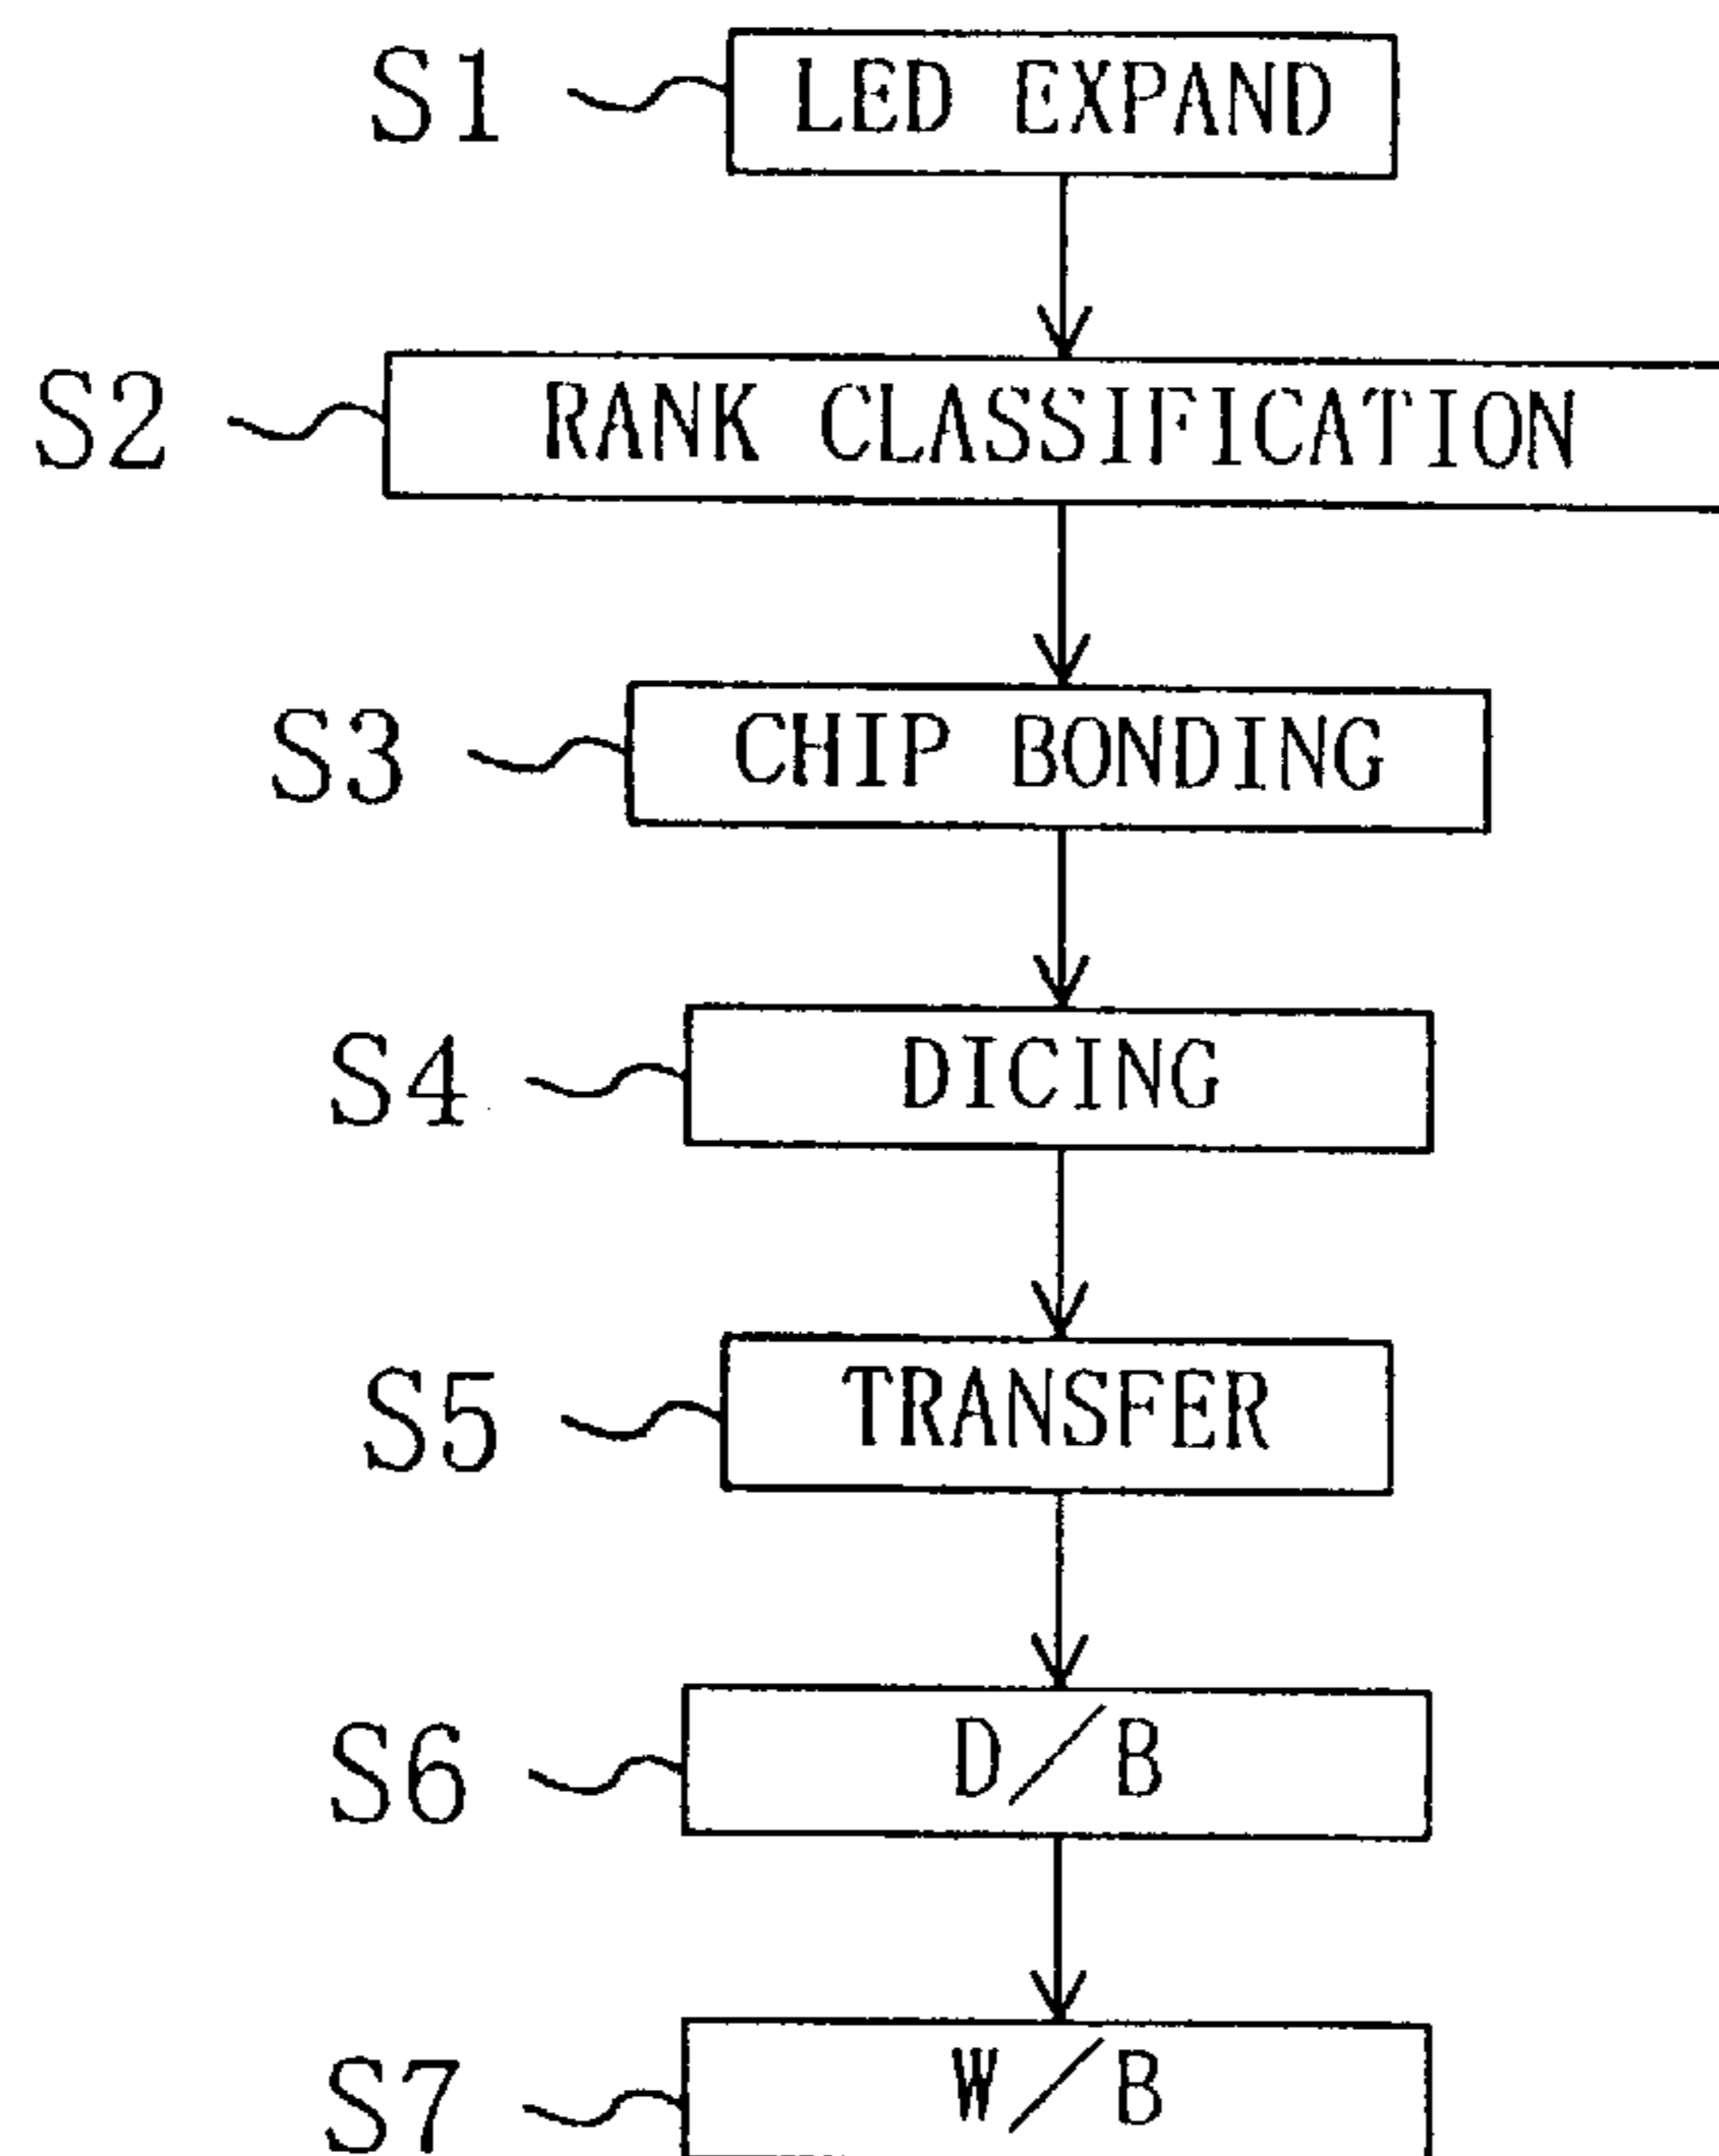 S1 LED EXPAND
S2 RANK CLASSIFICATION
S3 CHIP BONDING
S4 DICING
S5 TRANSFER
S6 D/B
S7 W/B